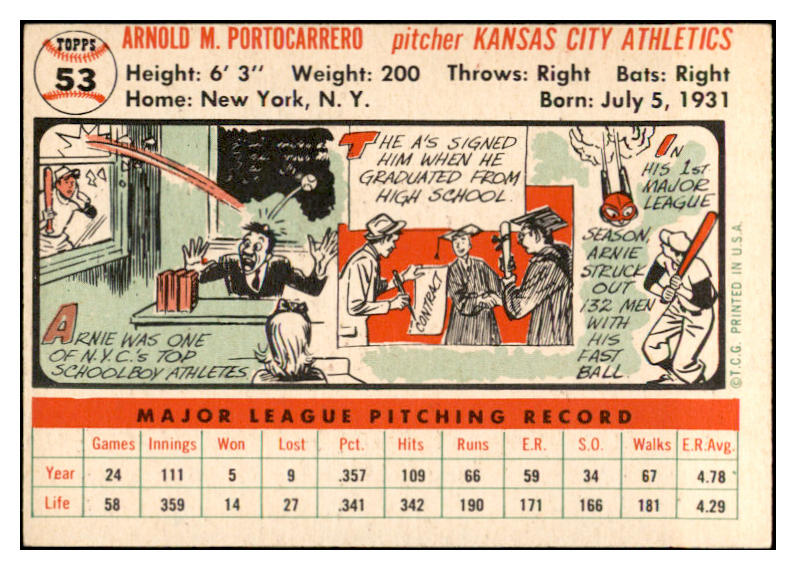 TOPPS
53
ARNOLD M. PORTOCARRERO pitcher KANSAS CITY ATHLETICS
Height: 6' 3" Weight: 200 Throws: Right Bats: Right
Home: New York, N. Y. Born: July 5, 1931
ARNIE WAS ONE
OF N.Y.C.'S TOP
SCHOOLBOY ATHLETES
THE A'S SIGNED
HIM WHEN HE
GRADUATED FROM
HIGH SCHOOL.
CONTRACT
IN
HIS 1ST
MAJOR
LEAGUE
SEASON,
ARNIE
STRUCK
OUT
132 MEN
WITH
HIS
FAST
BALL.
©T.C.G. PRINTED IN U.S.A.
MAJOR LEAGUE PITCHING RECORD
Games Innings Won Lost Pct. Hits Runs E.R. S.O. Walks E.R.Avg.
Year 24 111 5 9 .357 109 66 59 34 67 4.78
Life 58 359 14 27 .341 342 190 171 166 181 4.29